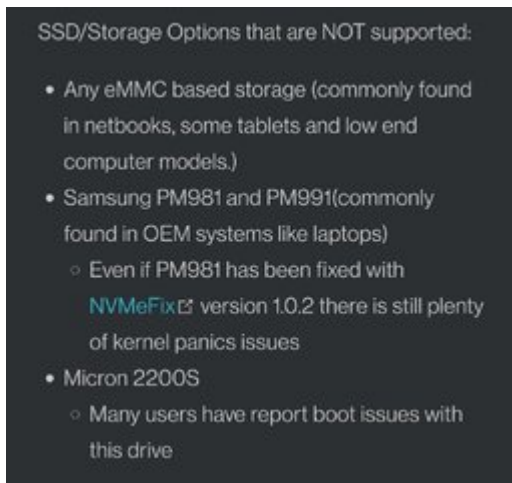 SSD/Storage Options that are NOT supported:
• Any eMMC based storage (commonly found
in netbooks, some tablets and low end
computer models.)
• Samsung PM981 and PM991(commonly
found in OEM systems like laptops)
○ Even if PM981 has been fixed with
NVMeFix version 1.0.2 there is still plenty
of kernel panics issues
• Micron 2200S
○ Many users have report boot issues with
this drive